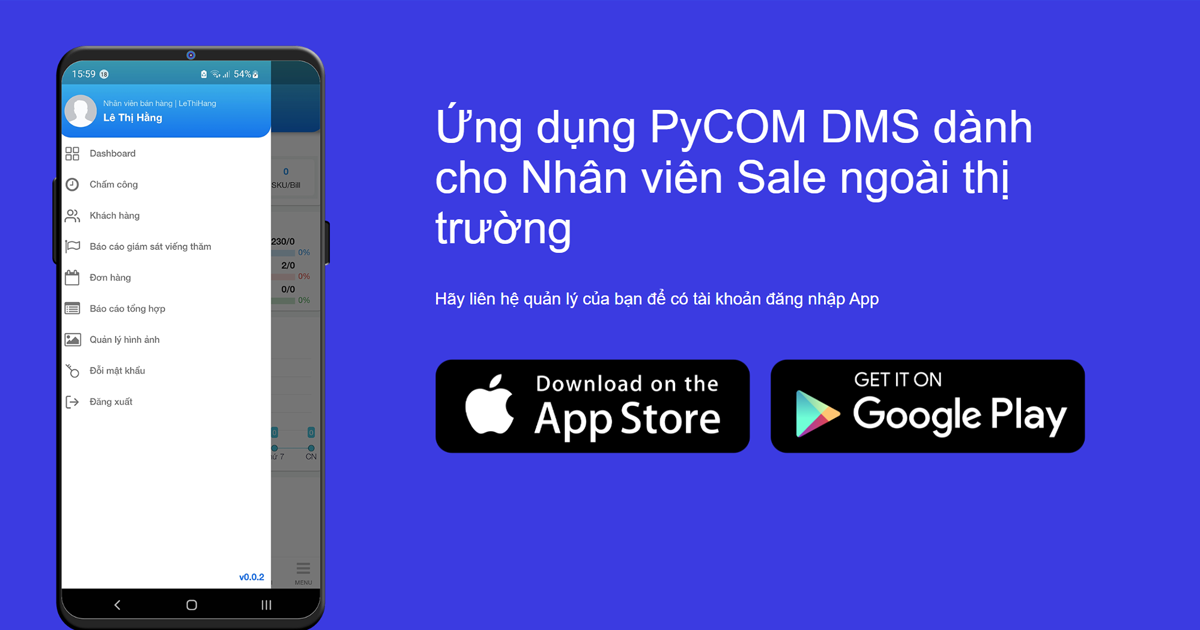 15:59 18
54%
Nhân viên bán hàng | LeThiHang
Lê Thị Hằng
Dashboard
Chấm công
Khách hàng
Báo cáo giám sát viếng thăm
Đơn hàng
Báo cáo tổng hợp
Quản lý hình ảnh
Đổi mật khẩu
Đăng xuất
v0.0.2
0
SKU/Bill
230/0
0%
2/0
0%
0/0
0%
0 0
7 CN
MENU
Ứng dụng PyCOM DMS dành
cho Nhân viên Sale ngoài thị
trường
Hãy liên hệ quản lý của bạn để có tài khoản đăng nhập App
Download on the
App Store
GET IT ON
Google Play